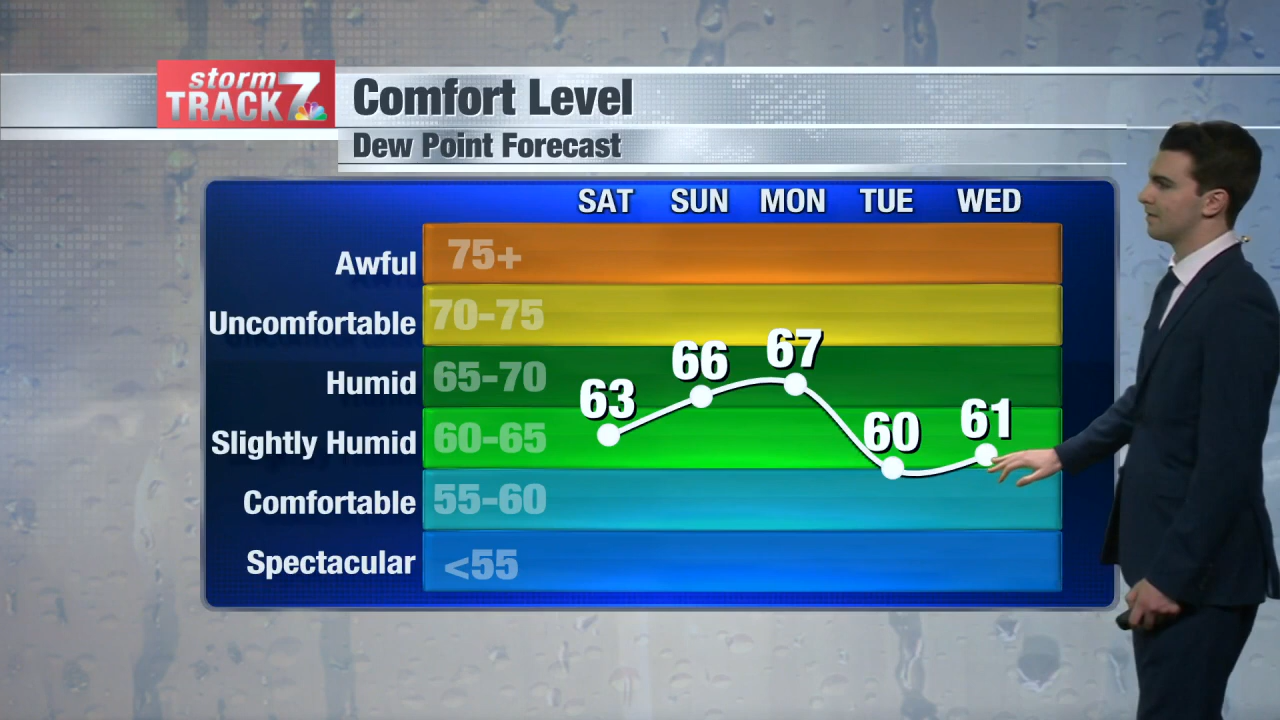 storm
TRACK 7
Comfort Level
Dew Point Forecast
SAT SUN MON TUE WED
Awful 75+
Uncomfortable 70-75
Humid 65-70
Slightly Humid 60-65
Comfortable 55-60
Spectacular <55
63 66 67 60 61